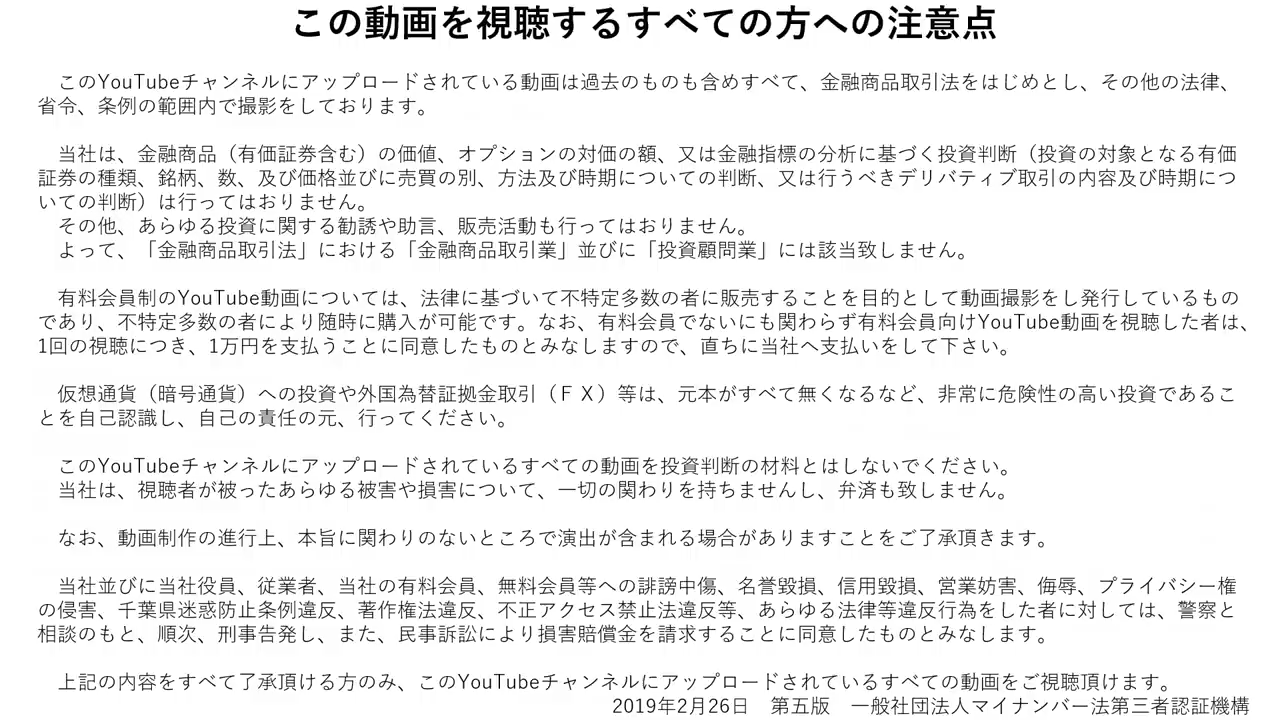 この動画を視聴するすべての方への注意点
このYouTubeチャンネルにアップロードされている動画は過去のものも含めすべて、金融商品取引法をはじめとし、その他の法律、
省令、条例の範囲内で撮影をしております。
当社は、金融商品（有価証券含む）の価値、オプションの対価の額、又は金融指標の分析に基づく投資判断（投資の対象となる有価
証券の種類、銘柄、数、及び価格並びに売買の別、方法及び時期についての判断、又は行うべきデリバティブ取引の内容及び時期につ
いての判断）は行ってはおりません。
その他、あらゆる投資に関する勧誘や助言、販売活動も行ってはおりません。
よって、「金融商品取引法」における「金融商品取引業」並びに「投資顧問業」には該当致しません。
有料会員制のYouTube動画については、法律に基づいて不特定多数の者に販売することを目的として動画撮影をし発行しているもの
であり、不特定多数の者により随時に購入が可能です。なお、有料会員でないにも関わらず有料会員向けYouTube動画を視聴した者は、
1回の視聴につき、1万円を支払うことに同意したものとみなしますので、直ちに当社へ支払いをして下さい。
仮想通貨（暗号通貨）への投資や外国為替証拠金取引（ＦＸ）等は、元本がすべて無くなるなど、非常に危険性の高い投資であるこ
とを自己認識し、自己の責任の元、行ってください。
このYouTubeチャンネルにアップロードされているすべての動画を投資判断の材料とはしないでください。
当社は、視聴者が被ったあらゆる被害や損害について、一切の関わりを持ちませんし、弁済も致しません。
なお、動画制作の進行上、本旨に関わりのないところで演出が含まれる場合がありますことをご了承頂きます。
当社並びに当社役員、従業者、当社の有料会員、無料会員等への誹謗中傷、名誉毀損、信用毀損、営業妨害、侮辱、プライバシー権
の侵害、千葉県迷惑防止条例違反、著作権法違反、不正アクセス禁止法違反等、あらゆる法律等違反行為をした者に対しては、警察と
相談のもと、順次、刑事告発し、また、民事訴訟により損害賠償金を請求することに同意したものとみなします。
上記の内容をすべて了承頂ける方のみ、このYouTubeチャンネルにアップロードされているすべての動画をご視聴頂けます。
2019年2月26日　第五版　一般社団法人マイナンバー法第三者認証機構